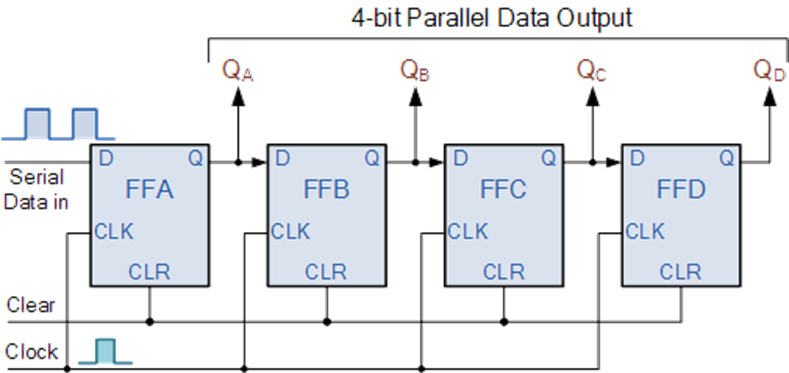 4-bit Parallel Data Output
QA QB QC QD
D Q D Q D Q D Q
Serial
Data in
FFA FFB FFC FFD
CLK CLK CLK CLK
CLR CLR CLR CLR
Clear
Clock